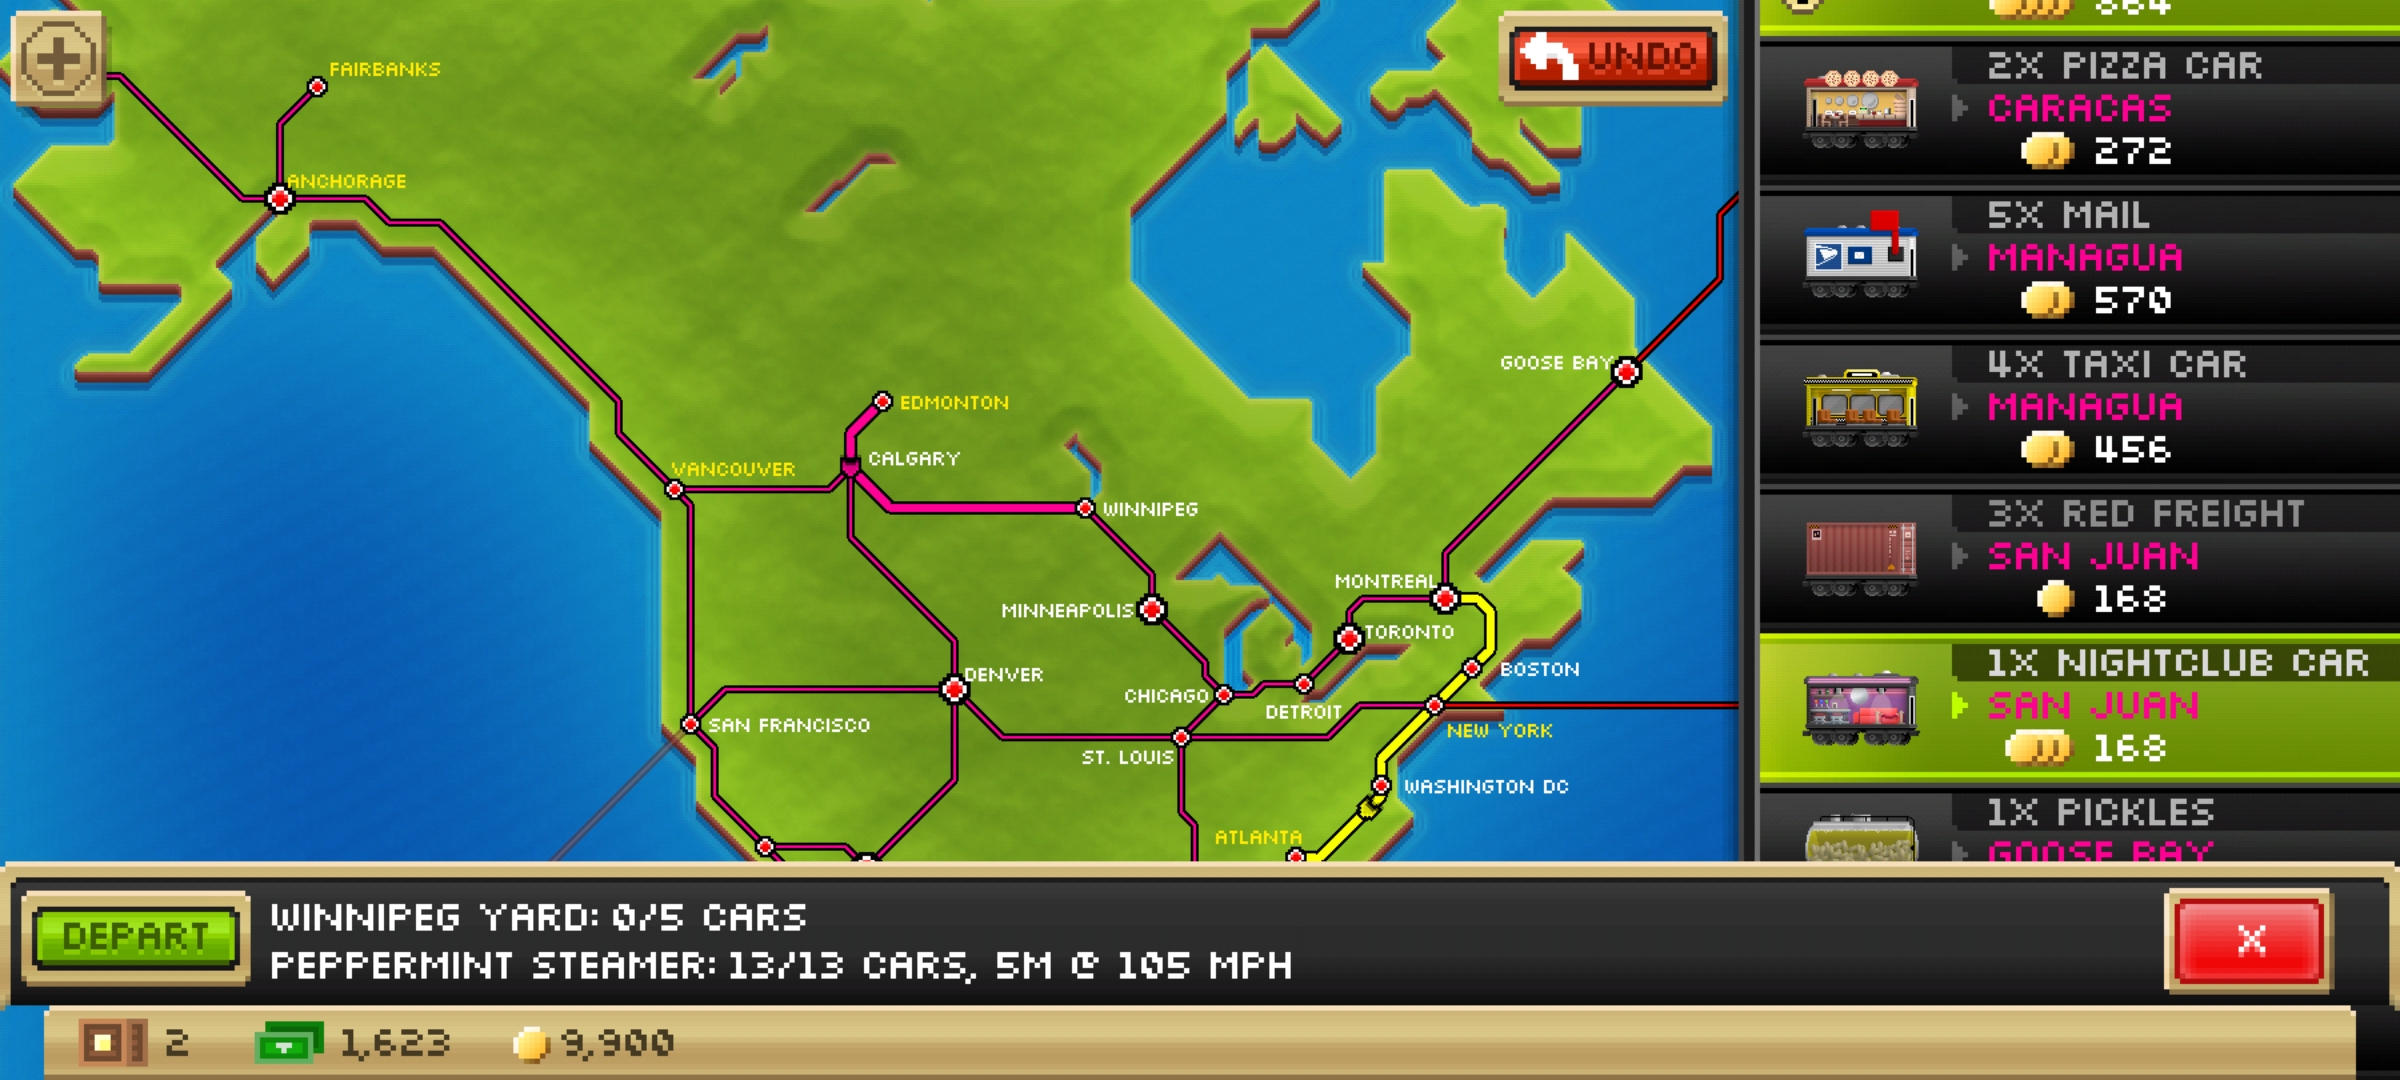 FAIRBANKS
ANCHORAGE
UNDO
2X PIZZA CAR
CARACAS
272
5X MAIL
MANAGUA
570
GOOSE BAY
4X TAXI CAR
MANAGUA
456
EDMONTON
CALGARY
VANCOUVER
WINNIPEG
3X RED FREIGHT
SAN JUAN
168
MONTREAL
MINNEAPOLIS
TORONTO
BOSTON
DENVER
CHICAGO
DETROIT
SAN FRANCISCO
NEW YORK
ST. LOUIS
1X NIGHTCLUB CAR
SAN JUAN
168
WASHINGTON DC
ATLANTA
1X PICKLES
GOOSE BAY
DEPART
WINNIPEG YARD: 0/5 CARS
PEPPERMINT STEAMER: 13/13 CARS, 5M @ 105 MPH
X
2
1,623
9,900